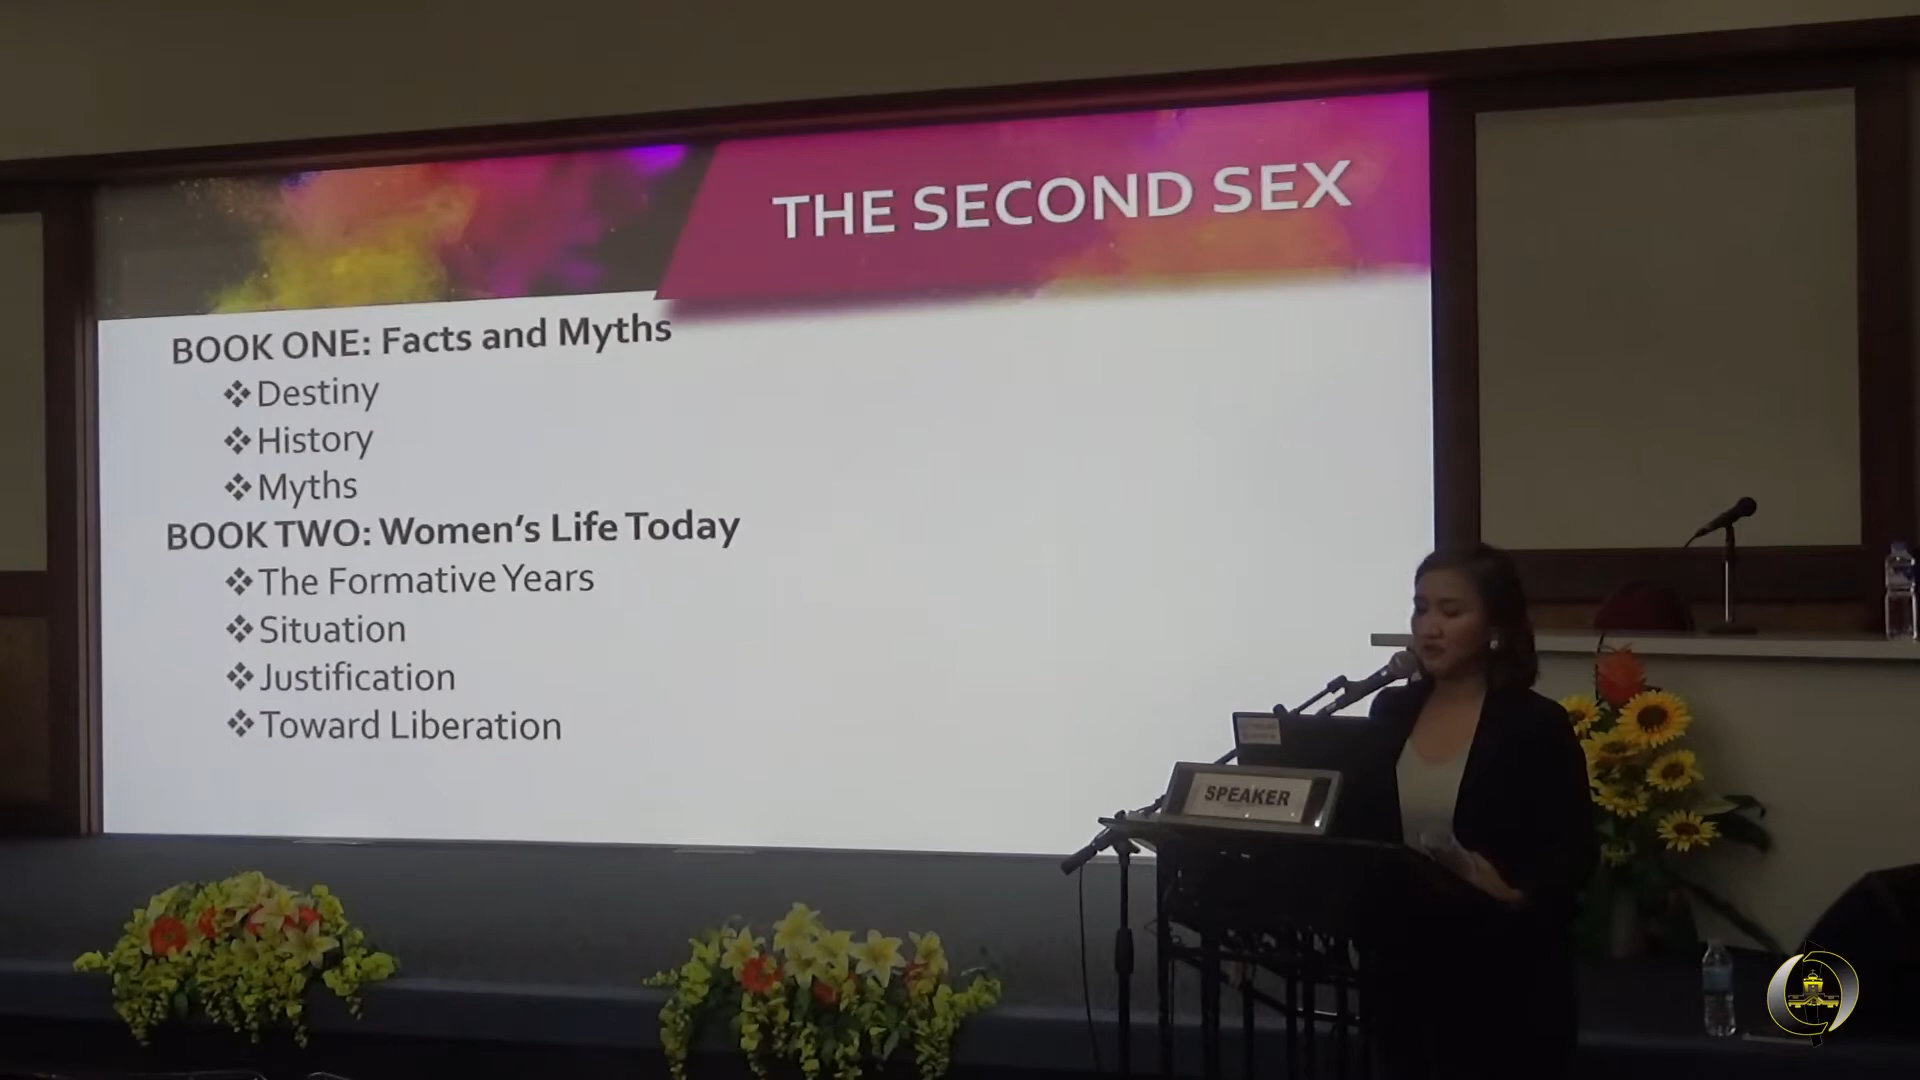 THE SECOND SEX
BOOK ONE: Facts and Myths
❖ Destiny
❖ History
❖ Myths
BOOK TWO: Women's Life Today
❖ The Formative Years
❖ Situation
❖ Justification
❖ Toward Liberation
SPEAKER